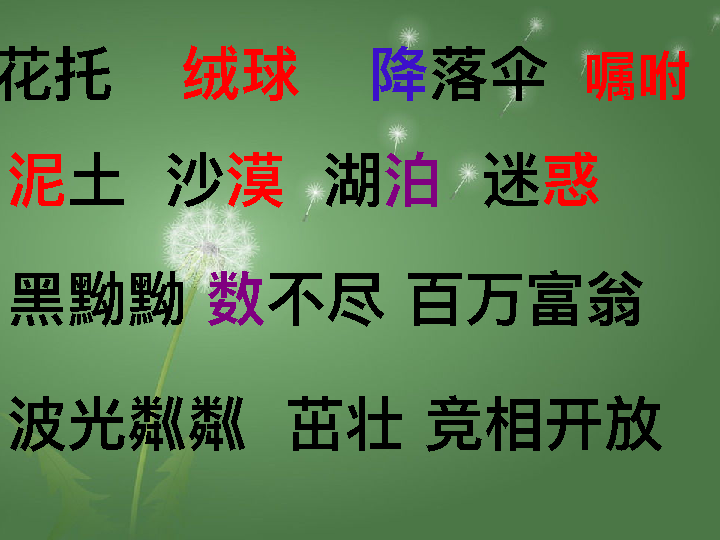 花托 绒球 降落伞 嘱咐
泥土 沙漠 湖泊 迷惑
黑黝黝 数不尽 百万富翁
波光粼粼 茁壮 竞相开放